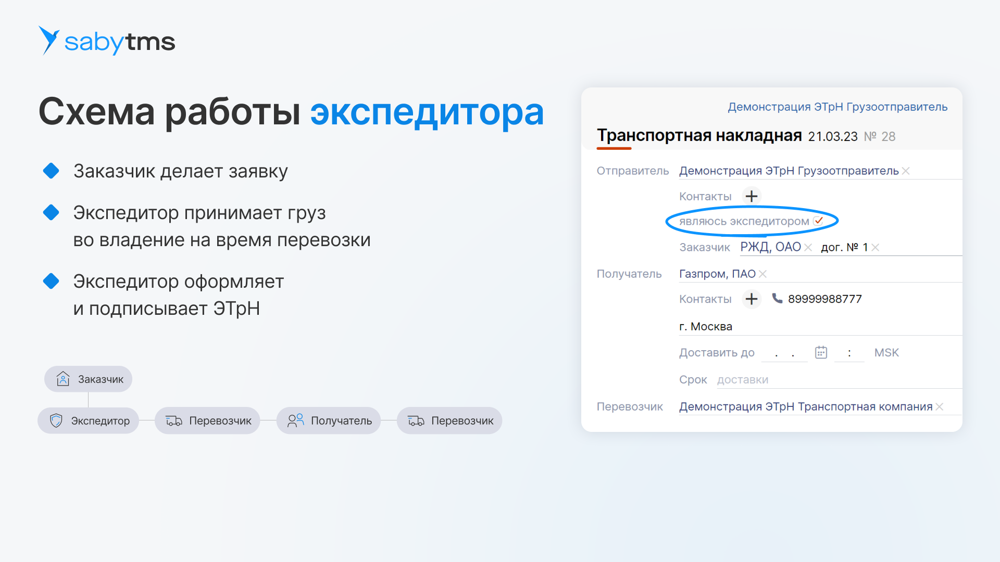 sabytms
Схема работы экспедитора
Заказчик делает заявку
Экспедитор принимает груз
во владение на время перевозки
Экспедитор оформляет
и подписывает ЭТрН
Заказчик
Экспедитор Перевозчик Получатель Перевозчик
Демонстрация ЭТрН Грузоотправитель
Транспортная накладная 21.03.23 № 28
Отправитель Демонстрация ЭТрН Грузоотправитель
Контакты
являюсь экспедитором
Заказчик РЖД, ОАО дог. № 1
Получатель Газпром, ПАО
Контакты 89999988777
г. Москва
Доставить до . . : MSK
Срок доставки
Перевозчик Демонстрация ЭТрН Транспортная компания